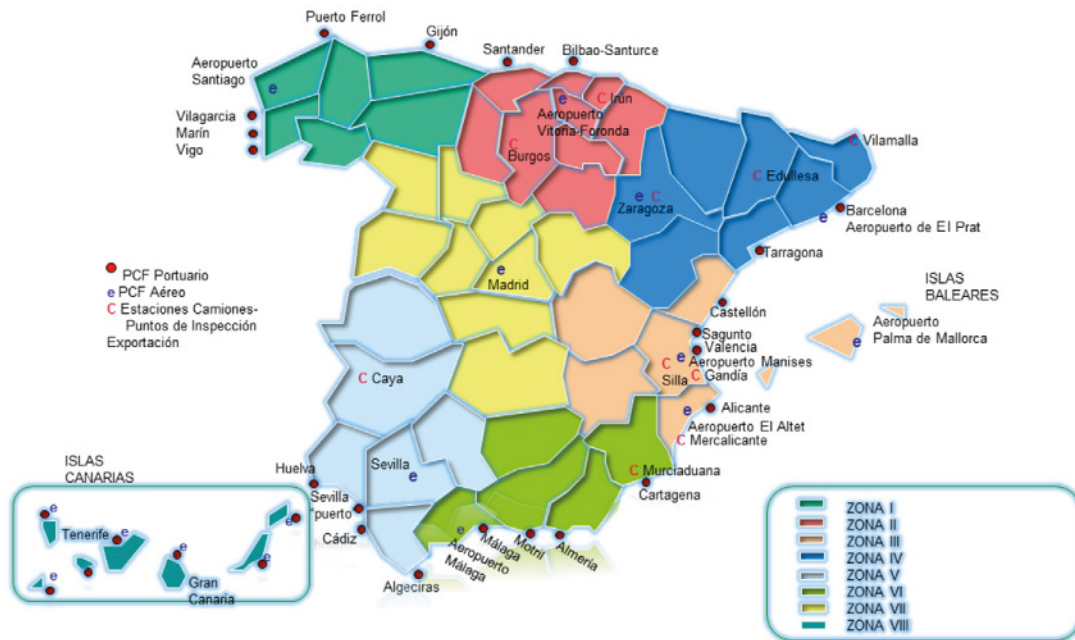 Puerto Ferrol
Gijón
Santander
Bilbao-Santurce
Aeropuerto
Santiago
e
e
C Irún
Aeropuerto
Vitoria-Foronda
Vilagarcia
Marín
Vigo
C
Burgos
C
Vilamalla
C Edullesa
e C
Zaragoza
Barcelona
e
Aeropuerto de El Prat
Tarragona
e
Madrid
PCF Portuario
e PCF Aéreo
C Estaciones Camiones-
Puntos de Inspección
Exportación
ISLAS
BALEARES
Castellón
Aeropuerto
Palma de Mallorca
e
Sagunto
Valencia
e
Aeropuerto Manises
C
Silla
C Gandía
C Caya
e
Alicante
Aeropuerto El Altet
C Mercalicante
ISLAS
CANARIAS
Huelva
Sevilla
e
C Murciaduana
Cartagena
Sevilla
"puerto
Cádiz
e
Aeropuerto
Málaga
Málaga
Motril
Almería
Algeciras
e
e
e
Tenerife
e
e
e
e
Gran
Canaria
ZONA I
ZONA II
ZONA III
ZONA IV
ZONA V
ZONA VI
ZONA VII
ZONA VIII